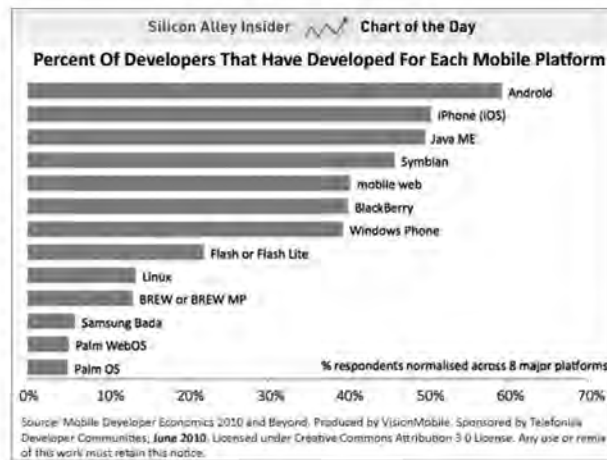 Silicon Alley Insider Chart of the Day
Percent Of Developers That Have Developed For Each Mobile Platform
Android
iPhone (iOS)
Java ME
Symbian
mobile web
BlackBerry
Windows Phone
Flash or Flash Lite
Linux
BREW or BREW MP
Samsung Bada
Palm WebOS
Palm OS
% respondents normalised across 8 major platforms
0% 10% 20% 30% 40% 50% 60% 70%
Source: Mobile Developer Economics 2010 and Beyond. Produced by VisionMobile. Sponsored by Telefonica
Developer Communities, June 2010. Licensed under Creative Commons Attribution 3.0 License. Any use or remix
of this work must retain this notice.